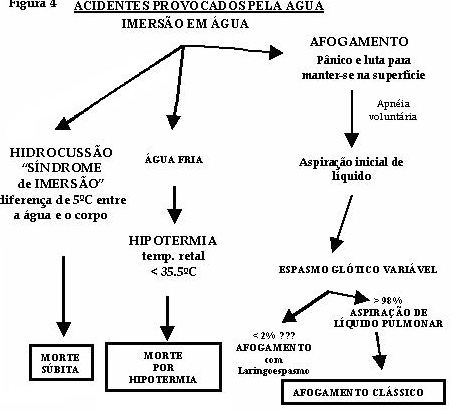 Figura 4 ACIDENTES PROVOCADOS PELA AGUA
IMERSÃO EM ÁGUA
AFOGAMENTO
Pânico e luta para
manter-se na superfície
Apnéia
voluntária
HIDROCUSSÃO
“SÍNDROME
de IMERSÃO”
diferença de 5ºC entre
a água e o corpo
ÁGUA FRIA
Aspiração inicial de
líquido
HIPOTERMIA
temp. retal
< 35.5ºC
ESPASMO GLÓTICO VARIÁVEL
> 98%
ASPIRAÇÃO DE
LÍQUIDO PULMONAR
< 2% ???
AFOGAMENTO
com
Laringoespasmo
MORTE
SÚBITA
MORTE
POR
HIPOTERMIA
AFOGAMENTO CLÁSSICO